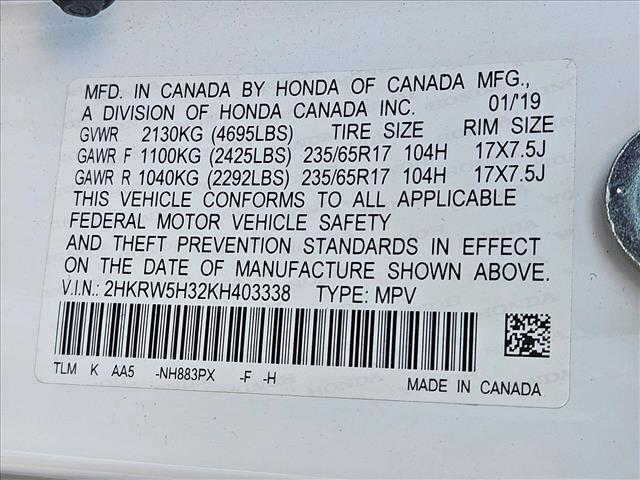 MFD. IN CANADA BY HONDA OF CANADA MFG.,
A DIVISION OF HONDA CANADA INC. 01/'19
GVWR 2130KG (4695LBS) TIRE SIZE RIM SIZE
GAWR F 1100KG (2425LBS) 235/65R17 104H 17X7.5J
GAWR R 1040KG (2292LBS) 235/65R17 104H 17X7.5J
THIS VEHICLE CONFORMS TO ALL APPLICABLE
FEDERAL MOTOR VEHICLE SAFETY
AND THEFT PREVENTION STANDARDS IN EFFECT
ON THE DATE OF MANUFACTURE SHOWN ABOVE.
V.I.N.: 2HKRW5H32KH403338 TYPE: MPV
TLM K AA5 -NH883PX -F -H
MADE IN CANADA